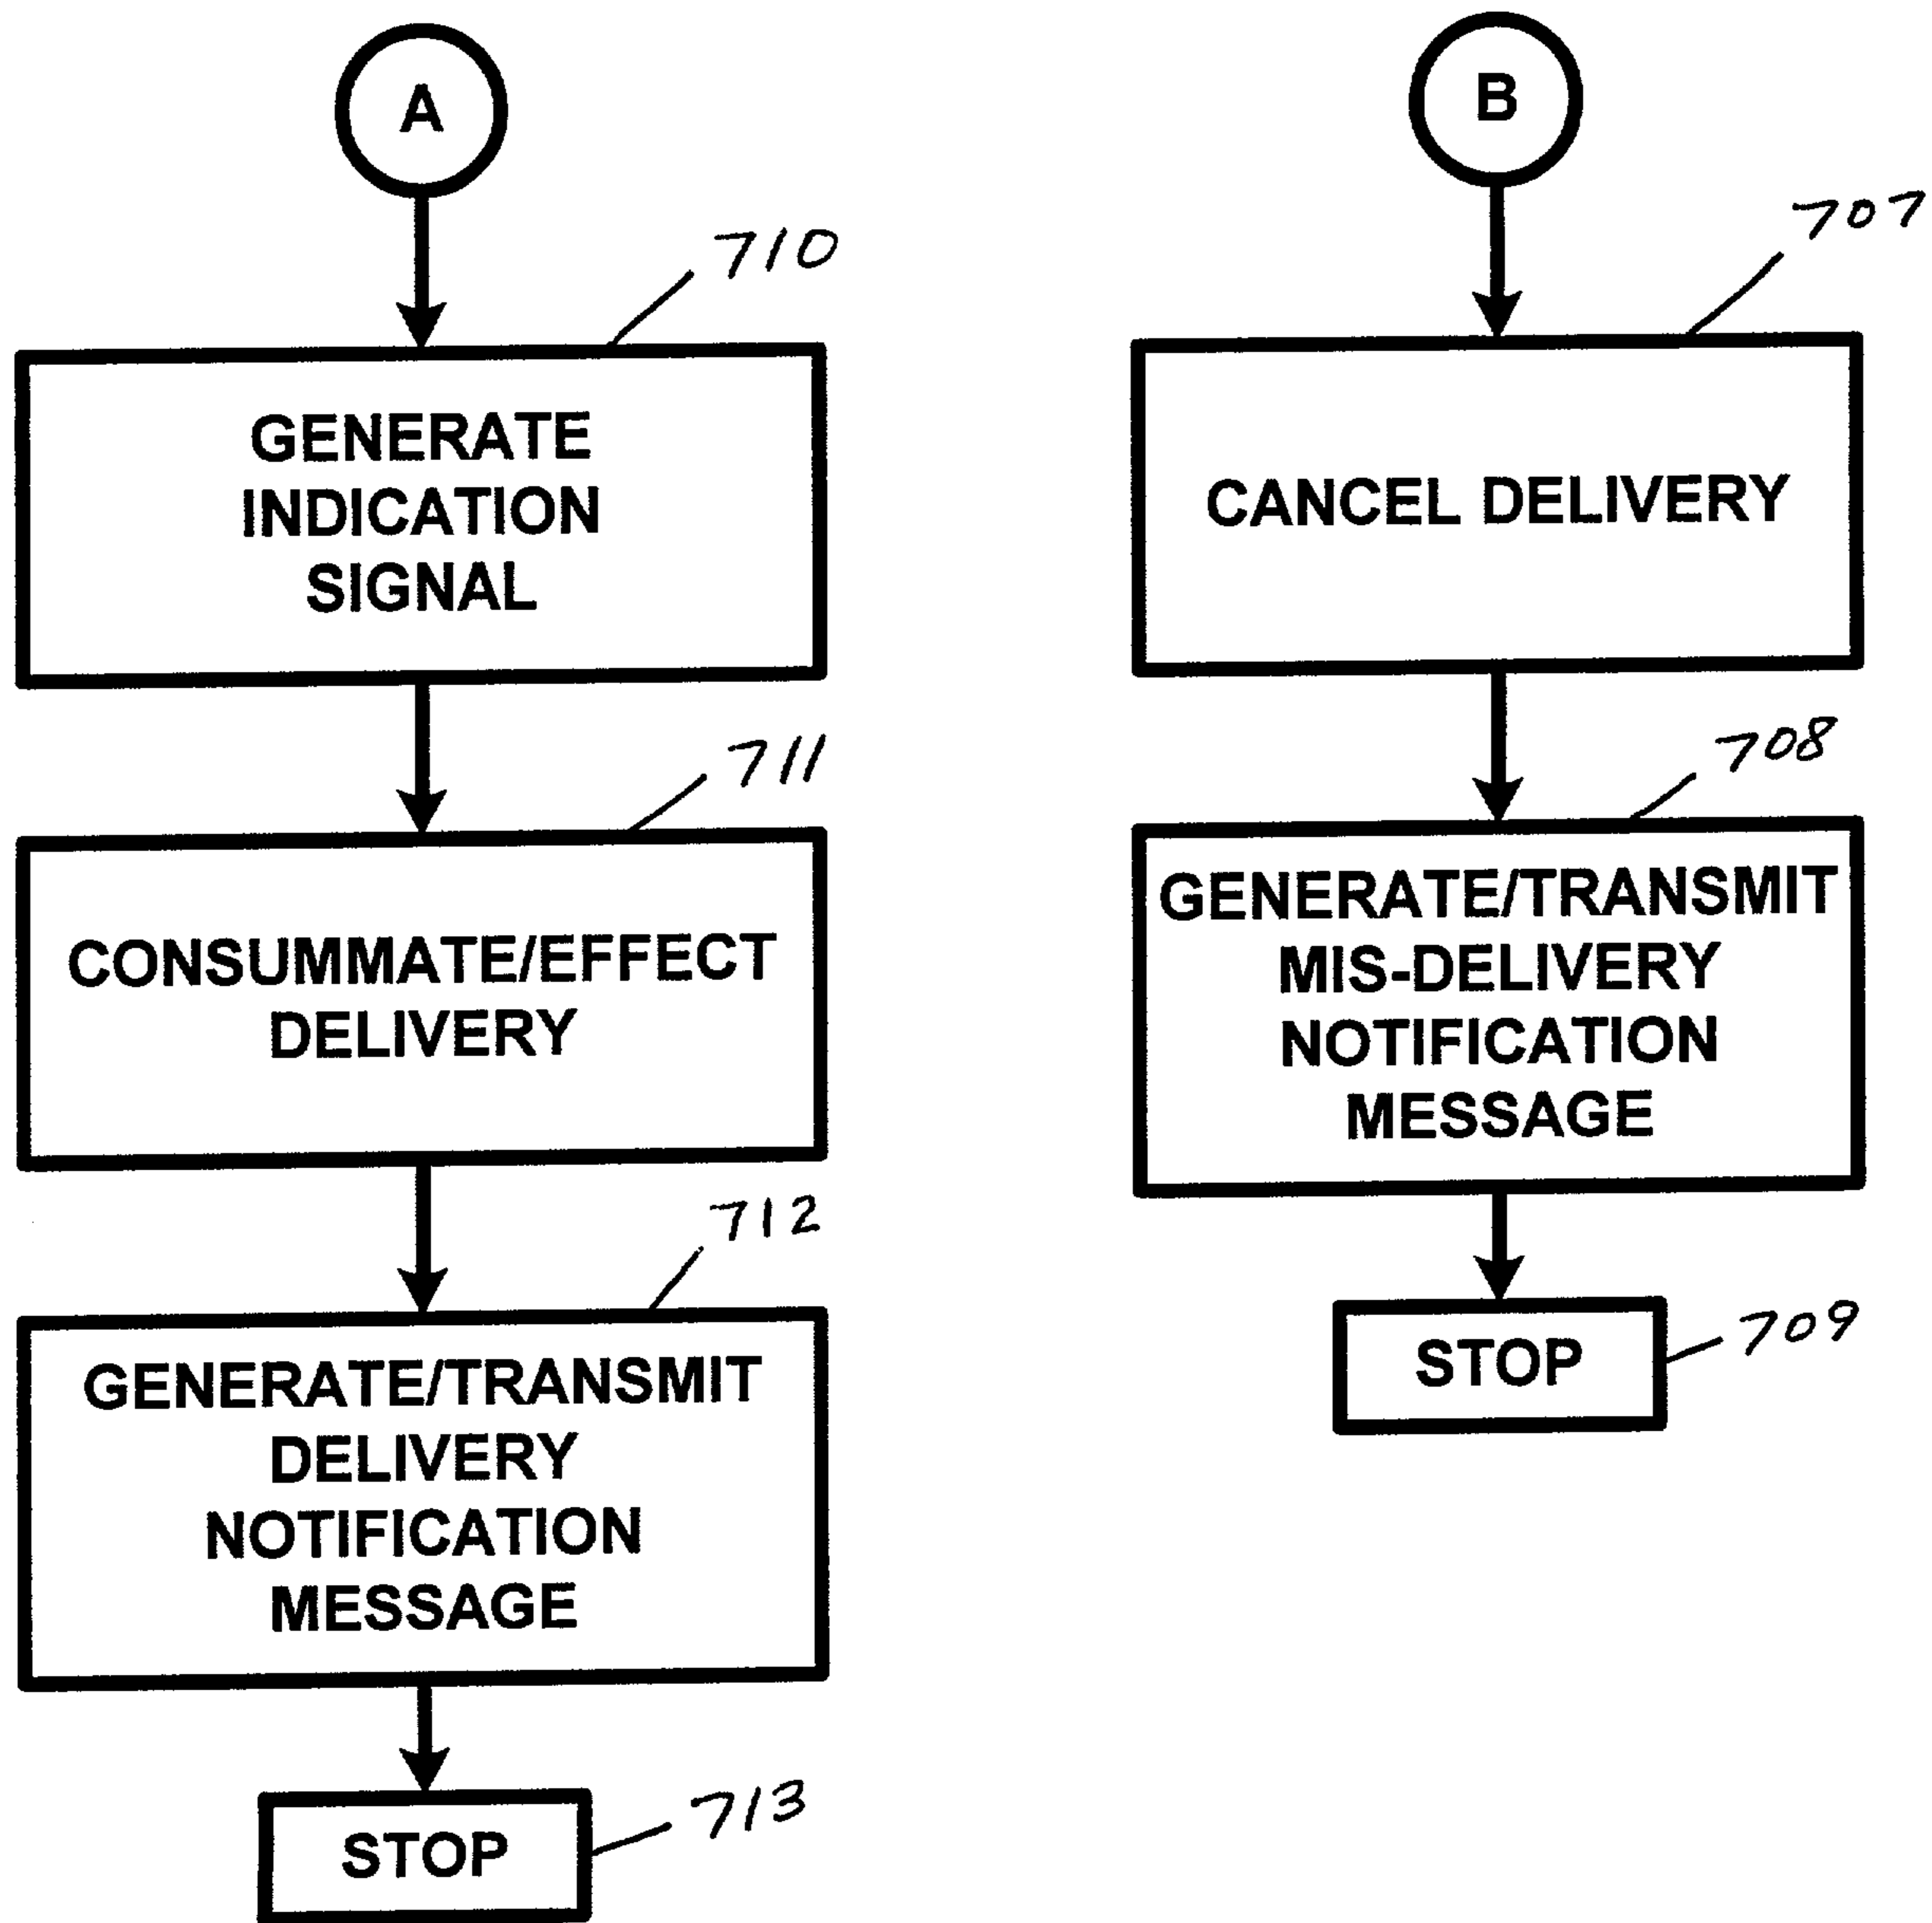 A
710
GENERATE
INDICATION
SIGNAL
711
CONSUMMATE/EFFECT
DELIVERY
712
GENERATE/TRANSMIT
DELIVERY
NOTIFICATION
MESSAGE
STOP
713
B
707
CANCEL DELIVERY
708
GENERATE/TRANSMIT
MIS-DELIVERY
NOTIFICATION
MESSAGE
STOP
709